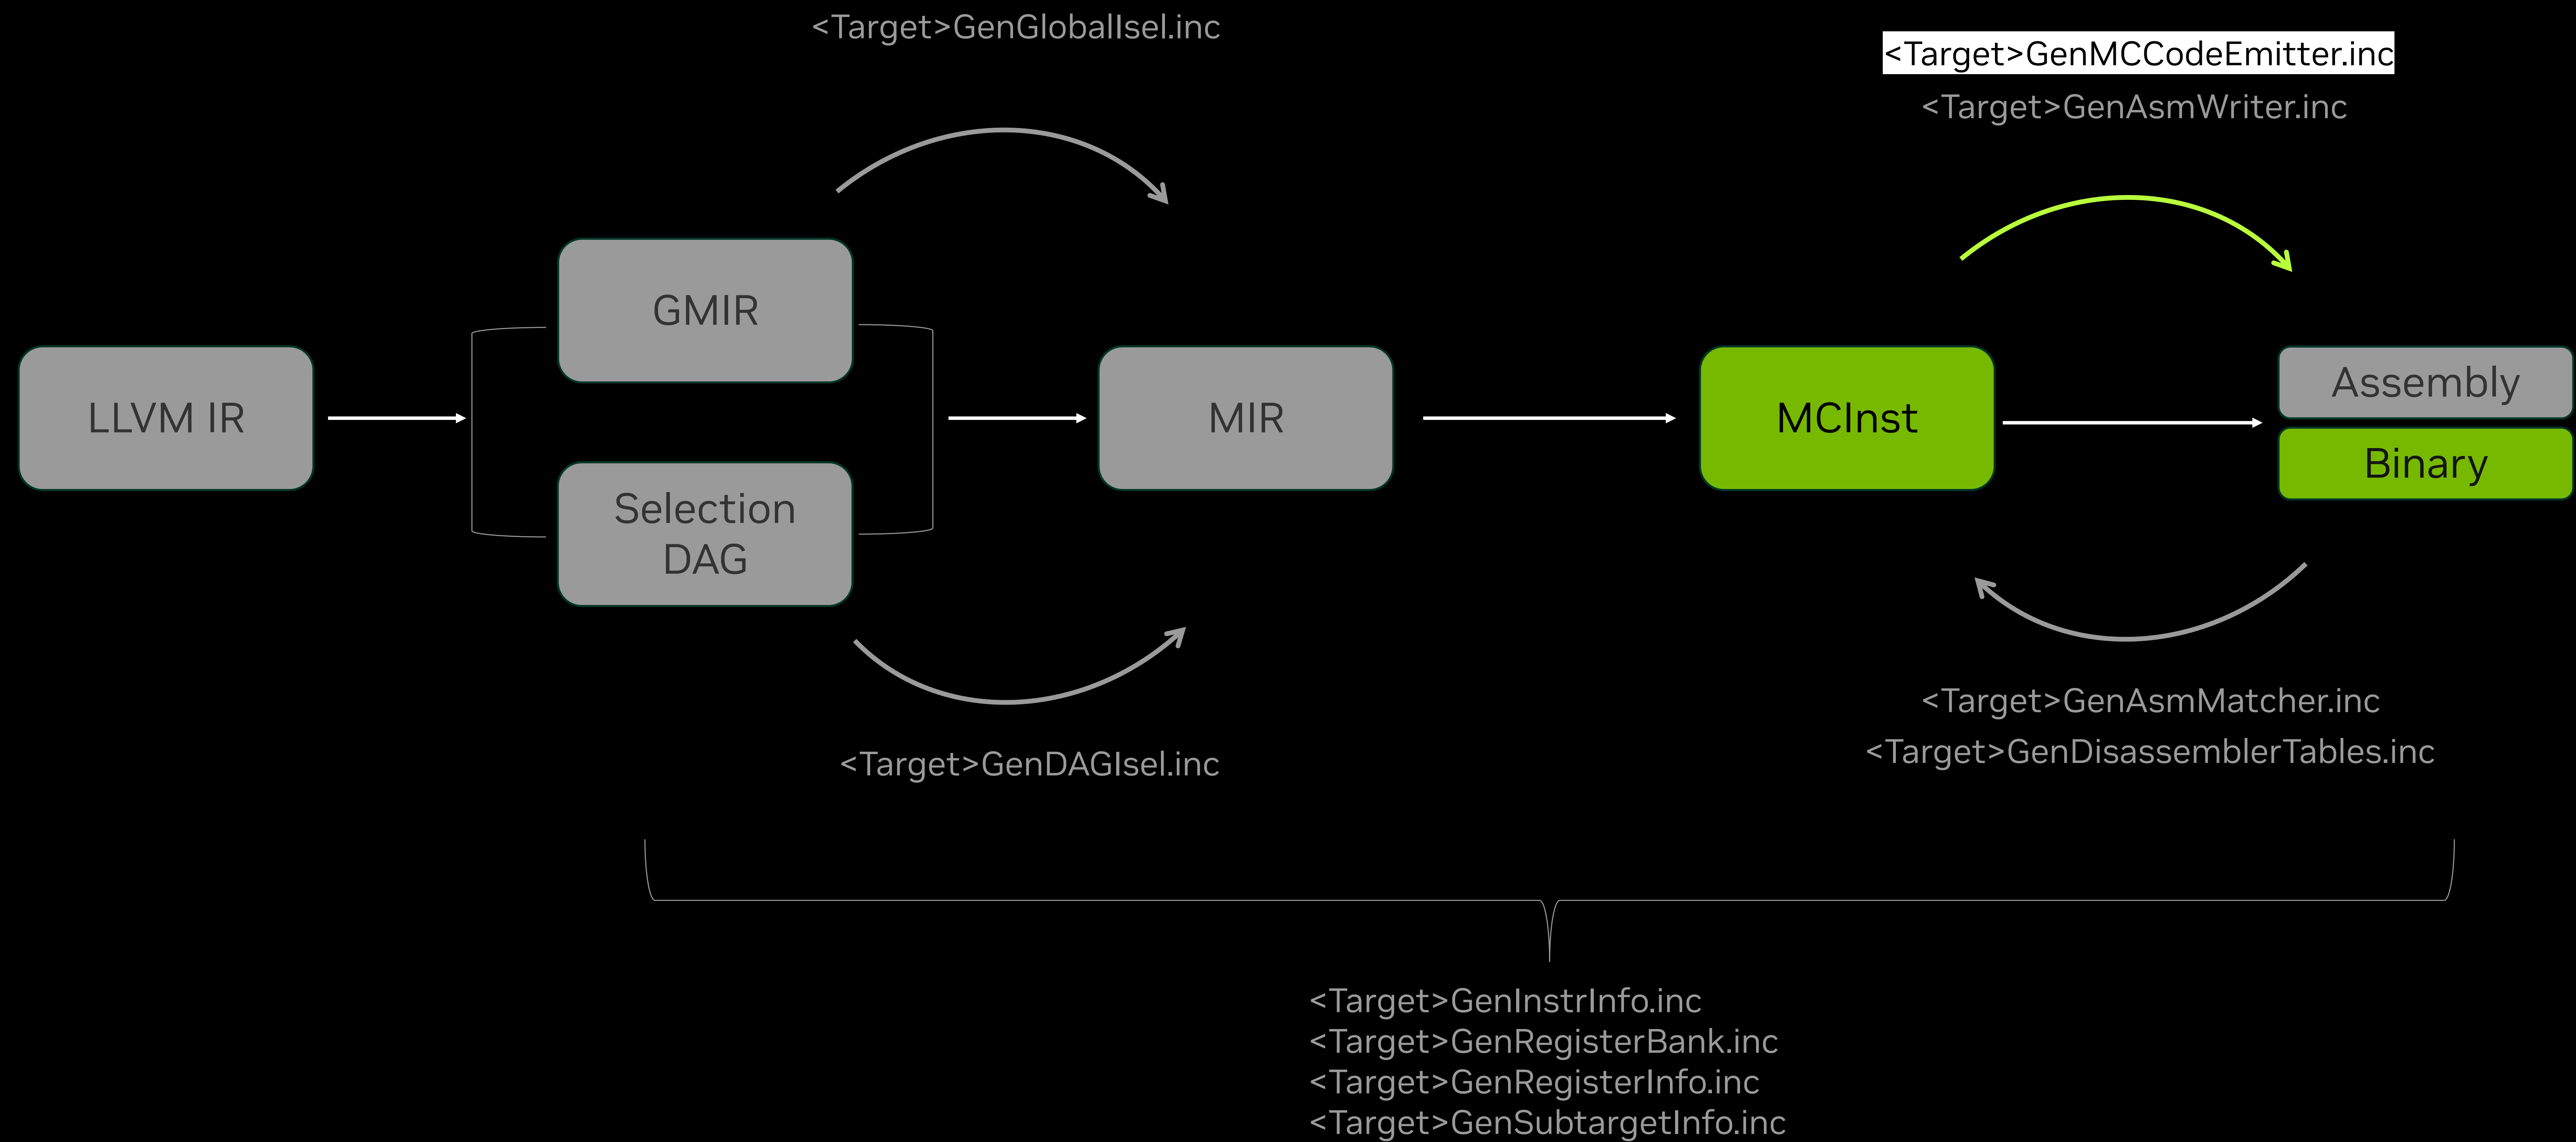 <Target>GenGlobalIsel.inc
<Target>GenMCCodeEmitter.inc
<Target>GenAsmWriter.inc
LLVM IR
GMIR
Selection
DAG
MIR
MCInst
Assembly
Binary
<Target>GenDAGIsel.inc
<Target>GenAsmMatcher.inc
<Target>GenDisassemblerTables.inc
<Target>GenInstrInfo.inc
<Target>GenRegisterBank.inc
<Target>GenRegisterInfo.inc
<Target>GenSubtargetInfo.inc